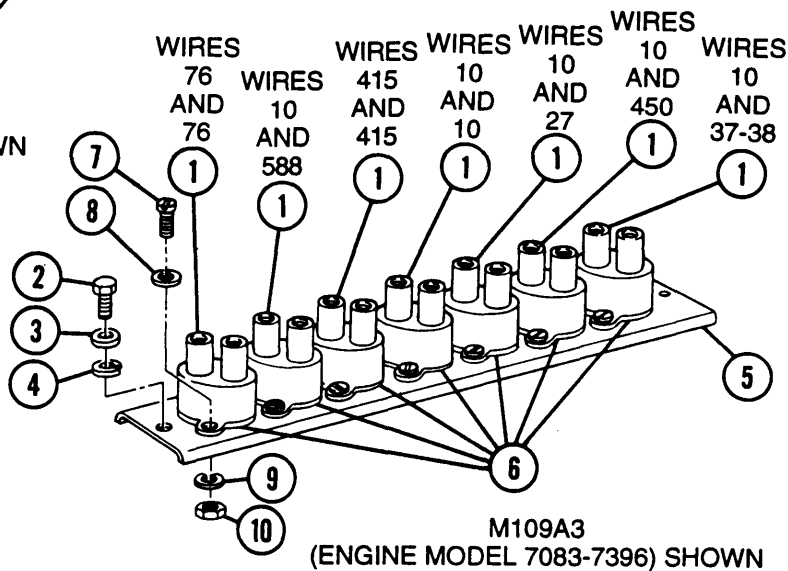 WIRES
76
AND
76
WIRES
10
AND
588
WIRES
415
AND
415
WIRES
10
AND
10
WIRES
10
AND
27
WIRES
10
AND
450
WIRES
10
AND
37-38
WN
7
1
1
1
1
1
1
1
8
2
3
4
5
6
9
10
M109A3
(ENGINE MODEL 7083-7396) SHOWN